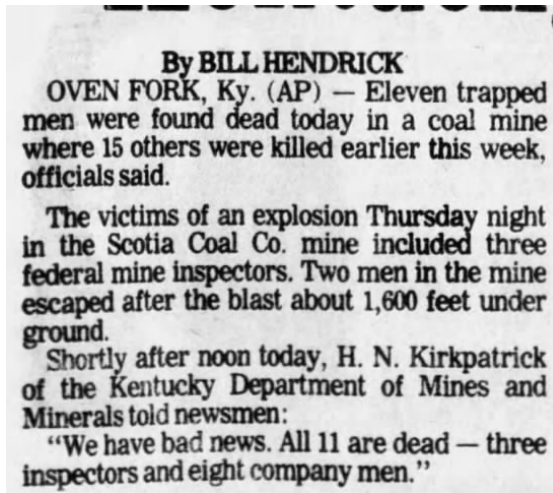 By BILL HENDRICK
OVEN FORK, Ky. (AP) — Eleven trapped
men were found dead today in a coal mine
where 15 others were killed earlier this week,
officials said.
The victims of an explosion Thursday night
in the Scotia Coal Co. mine included three
federal mine inspectors. Two men in the mine
escaped after the blast about 1,600 feet under
ground.
Shortly after noon today, H. N. Kirkpatrick
of the Kentucky Department of Mines and
Minerals told newsmen:
"We have bad news. All 11 are dead — three
inspectors and eight company men."